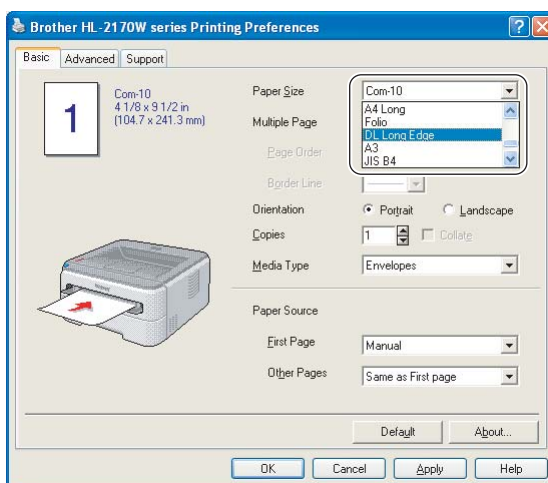 Brother HL-2170W series Printing Preferences
Basic Advanced Support
1
Com-10
4 1/8 x 9 1/2 in
(104.7 x 241.3 mm)
Paper Size Com-10
A4 Long
Folio
DL Long Edge
A3
JIS B4
Multiple Page
Page Order
Border Line
Orientation Portrait Landscape
Copies 1 Collate
Media Type Envelopes
Paper Source
First Page Manual
Other Pages Same as First page
Default About...
OK Cancel Apply Help